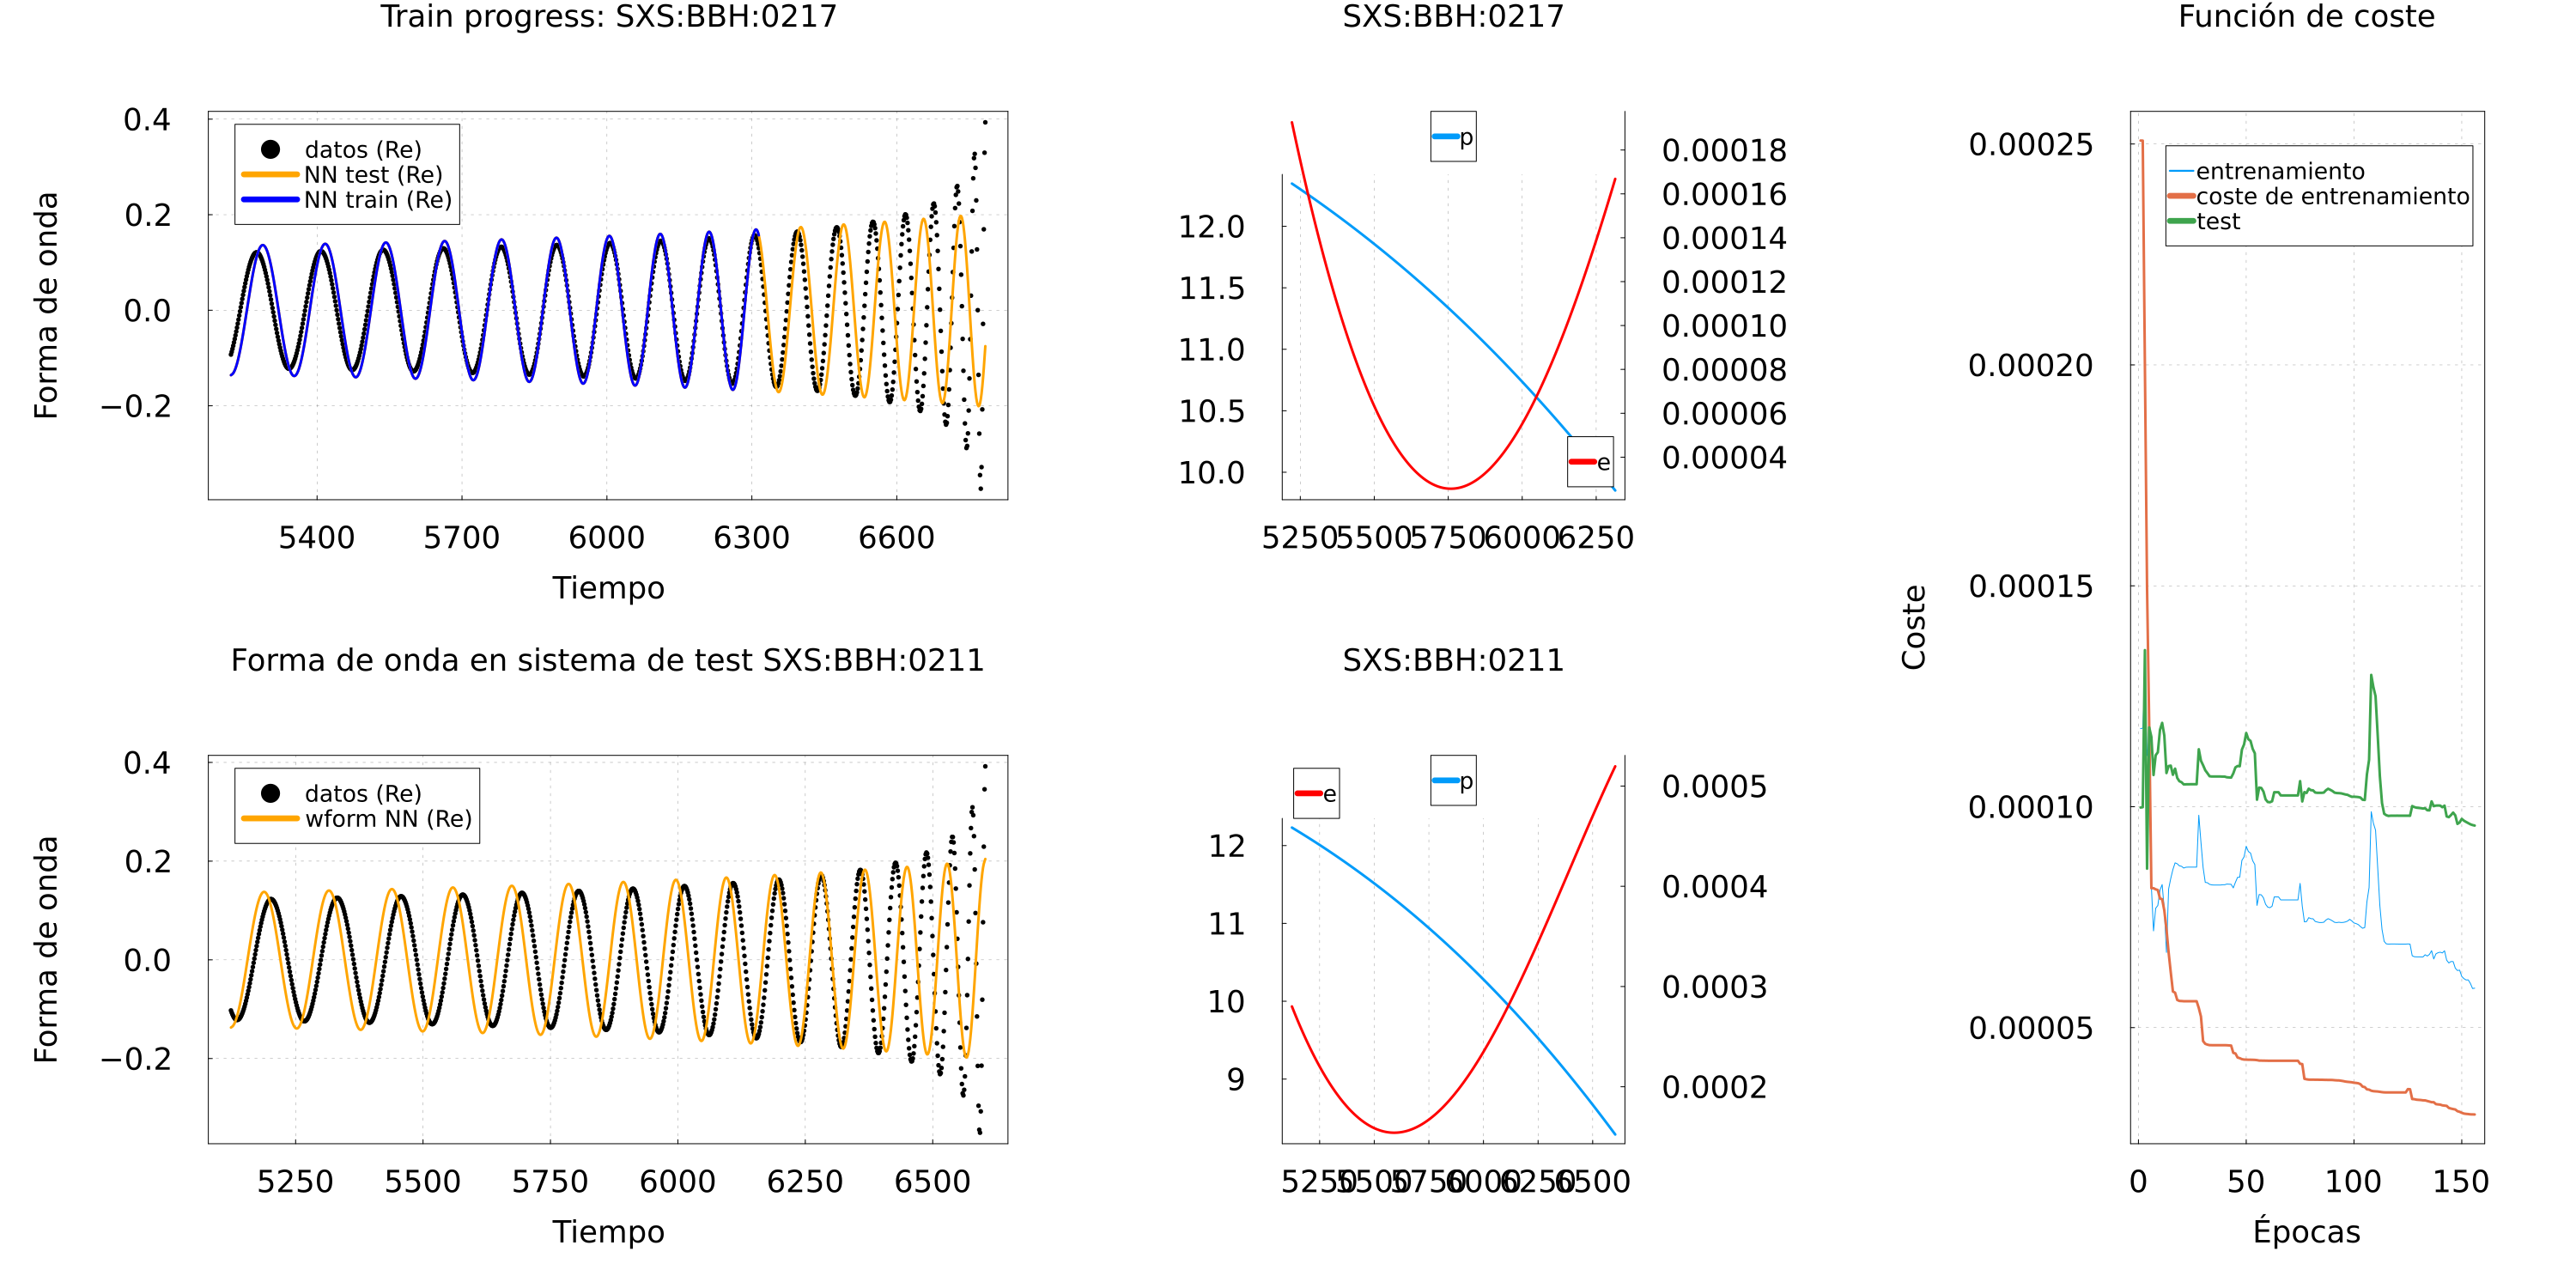 Train progress: SXS:BBH:0217
SXS:BBH:0217
Función de coste
Forma de onda
0.4
0.2
0.0
−0.2
datos (Re)
NN test (Re)
NN train (Re)
5400 5700 6000 6300 6600
Tiempo
p
e
12.0
11.5
11.0
10.5
10.0
0.00018
0.00016
0.00014
0.00012
0.00010
0.00008
0.00006
0.00004
5250 5500 5750 6000 6250
Forma de onda en sistema de test SXS:BBH:0211
SXS:BBH:0211
Forma de onda
0.4
0.2
0.0
−0.2
datos (Re)
wform NN (Re)
5250 5500 5750 6000 6250 6500
Tiempo
e
p
12
11
10
9
0.0005
0.0004
0.0003
0.0002
5250 5500 5750 6000 6250 6500
Coste
0.00025
0.00020
0.00015
0.00010
0.00005
entrenamiento
coste de entrenamiento
test
0 50 100 150
Épocas